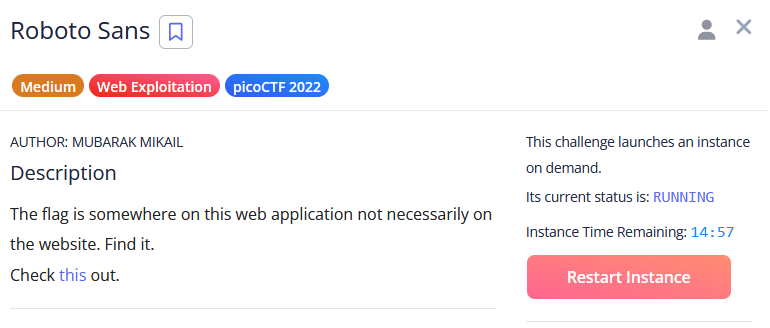 Roboto Sans
Medium Web Exploitation picoCTF 2022
AUTHOR: MUBARAK MIKAIL
Description
The flag is somewhere on this web application not necessarily on
the website. Find it.
Check this out.
This challenge launches an instance
on demand.
Its current status is: RUNNING
Instance Time Remaining: 14:57
Restart Instance